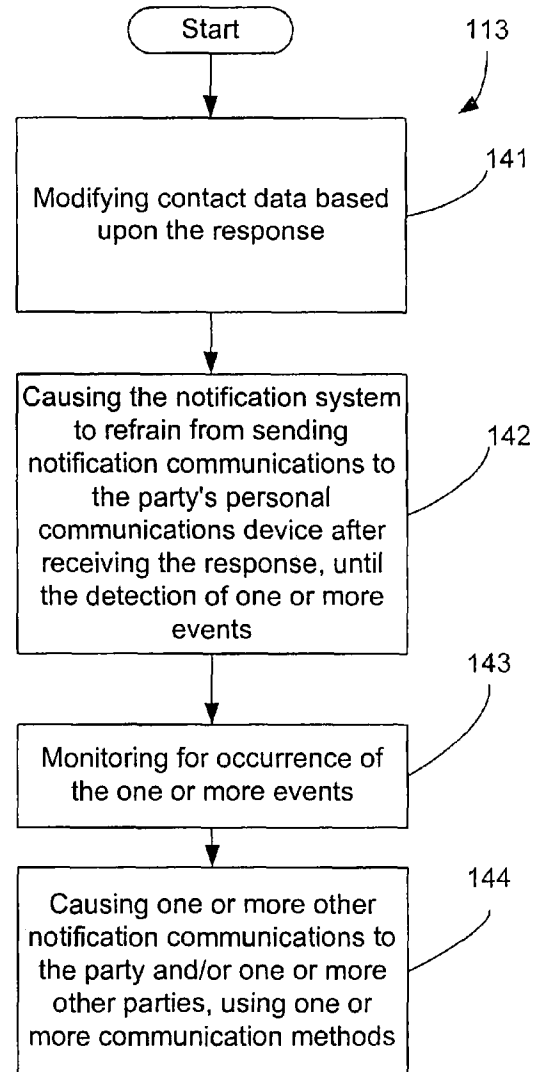 Start
113
Modifying contact data based
upon the response
141
Causing the notification system
to refrain from sending
notification communications to
the party's personal
communications device after
receiving the response, until
the detection of one or more
events
142
Monitoring for occurrence of
the one or more events
143
Causing one or more other
notification communications to
the party and/or one or more
other parties, using one or
more communication methods
144